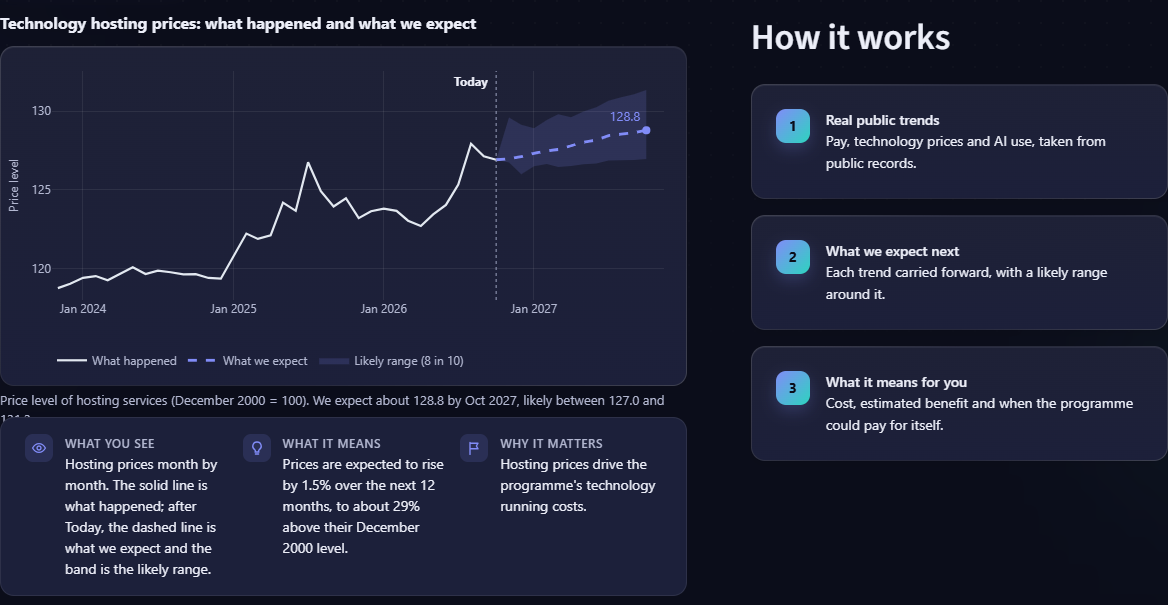 Technology hosting prices: what happened and what we expect
Today
130
128.8
125
120
Price level
Jan 2024
Jan 2025
Jan 2026
Jan 2027
What happened
What we expect
Likely range (8 in 10)
Price level of hosting services (December 2000 = 100). We expect about 128.8 by Oct 2027, likely between 127.0 and
WHAT YOU SEE
Hosting prices month by
month. The solid line is
what happened; after
Today, the dashed line is
what we expect and the
band is the likely range.
WHAT IT MEANS
Prices are expected to rise
by 1.5% over the next 12
months, to about 29%
above their December
2000 level.
WHY IT MATTERS
Hosting prices drive the
programme's technology
running costs.
How it works
1
Real public trends
Pay, technology prices and AI use, taken from
public records.
2
What we expect next
Each trend carried forward, with a likely range
around it.
3
What it means for you
Cost, estimated benefit and when the programme
could pay for itself.